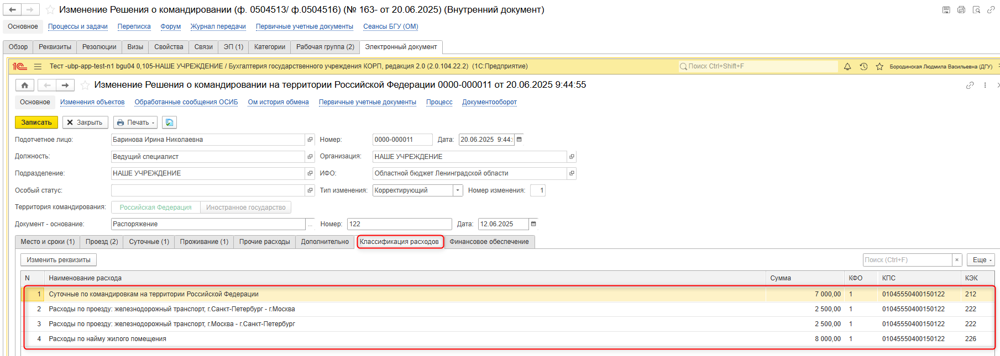 Изменение Решения о командировании (ф. 0504513/ ф.0504516) (№ 163- от 20.06.2025) (Внутренний документ)
Основное Процессы и задачи Переписка Форум Журнал передачи Первичные учетные документы Сеансы БГУ (ОМ)
Обзор Реквизиты Резолюции Визы Свойства Связи ЭП (1) Категории Рабочая группа (2) Электронный документ
1С Тест -ubp-app-test-n1 bgu04 0,105-НАШЕ УЧРЕЖДЕНИЕ / Бухгалтерия государственного учреждения КОРП, редакция 2.0 (2.0.104.22.2) (1С:Предприятие) Поиск Ctrl+Shift+F Бородинская Людмила Васильевна (ДГУ)
Изменение Решения о командировании на территории Российской Федерации 0000-000011 от 20.06.2025 9:44:55
Основное Изменения объектов Обработанные сообщения ОСИБ Ом история обмена Первичные учетные документы Процесс Документооборот
Записать Закрыть Печать
Подотчетное лицо: Баринова Ирина Николаевна Номер: 0000-000011 Дата: 20.06.2025 9:44:
Должность: Ведущий специалист Организация: НАШЕ УЧРЕЖДЕНИЕ
Подразделение: НАШЕ УЧРЕЖДЕНИЕ ИФО: Областной бюджет Ленинградской области
Особый статус: Тип изменения: Корректирующий Номер изменения: 1
Территория командирования: Российская Федерация Иностранное государство
Документ - основание: Распоряжение ... Номер: 122 Дата: 12.06.2025
Место и сроки (1) Проезд (2) Суточные (1) Проживание (1) Прочие расходы Дополнительно Классификация расходов Финансовое обеспечение
Изменить реквизиты Поиск (Ctrl+F) × Еще
N Наименование расхода Сумма КФО КПС КЭК
1 Суточные по командировкам на территории Российской Федерации 7 000,00 1 01045550400150122 212
2 Расходы по проезду: железнодорожный транспорт, г.Санкт-Петербург - г.Москва 2 500,00 1 01045550400150122 222
3 Расходы по проезду: железнодорожный транспорт, г.Москва - г.Санкт-Петербург 2 500,00 1 01045550400150122 222
4 Расходы по найму жилого помещения 8 000,00 1 01045550400150122 226